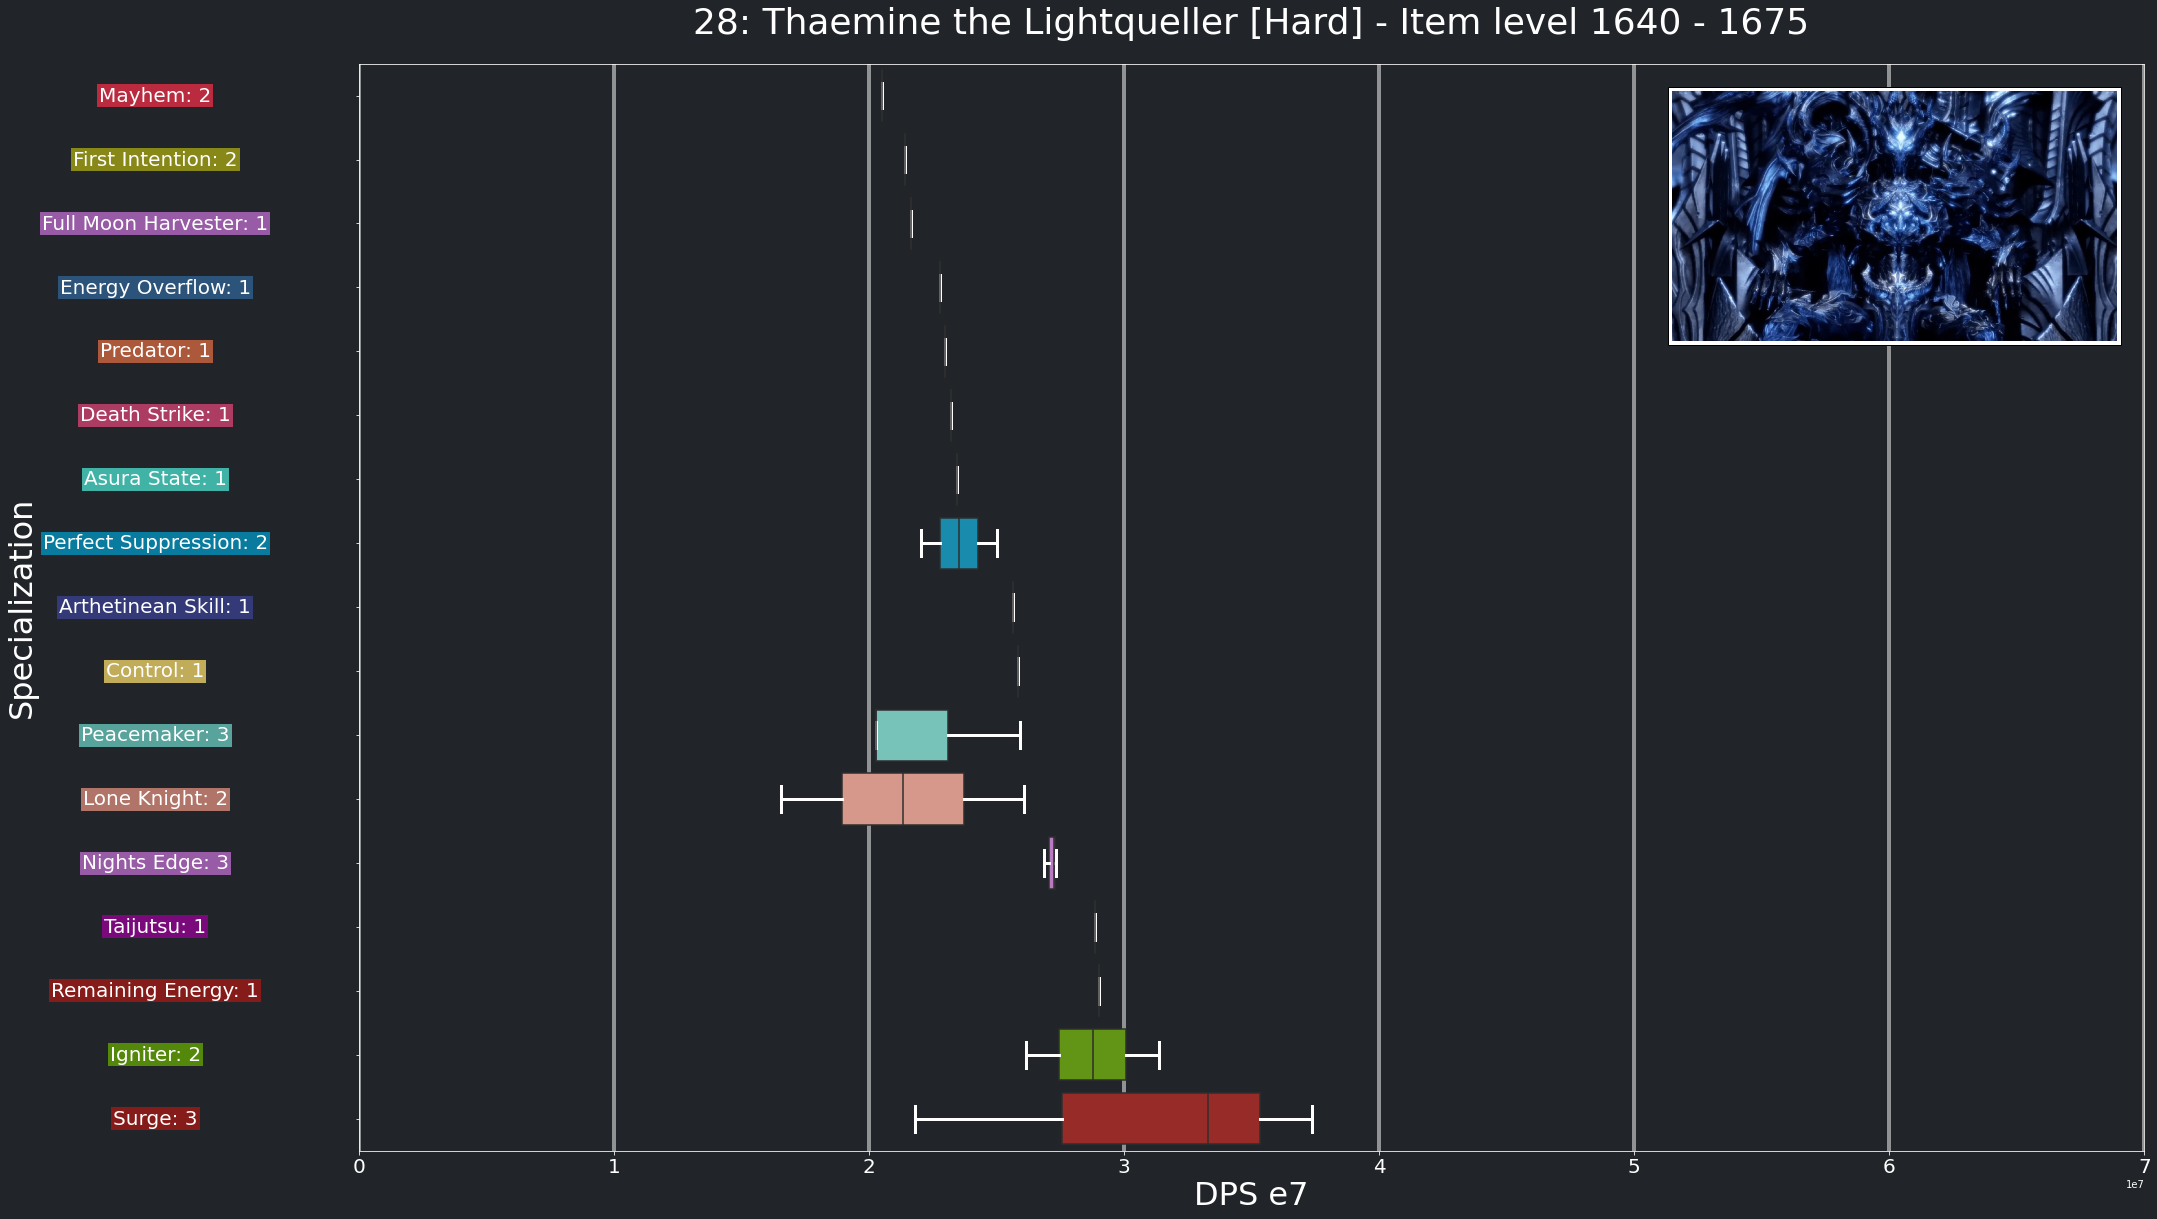 28: Thaemine the Lightqueller [Hard] - Item level 1640 - 1675
Mayhem: 2
First Intention: 2
Full Moon Harvester: 1
Energy Overflow: 1
Predator: 1
Death Strike: 1
Asura State: 1
Perfect Suppression: 2
Arthetinean Skill: 1
Control: 1
Peacemaker: 3
Lone Knight: 2
Nights Edge: 3
Taijutsu: 1
Remaining Energy: 1
Igniter: 2
Surge: 3
Specialization
0 1 2 3 4 5 6 7
1e7
DPS e7